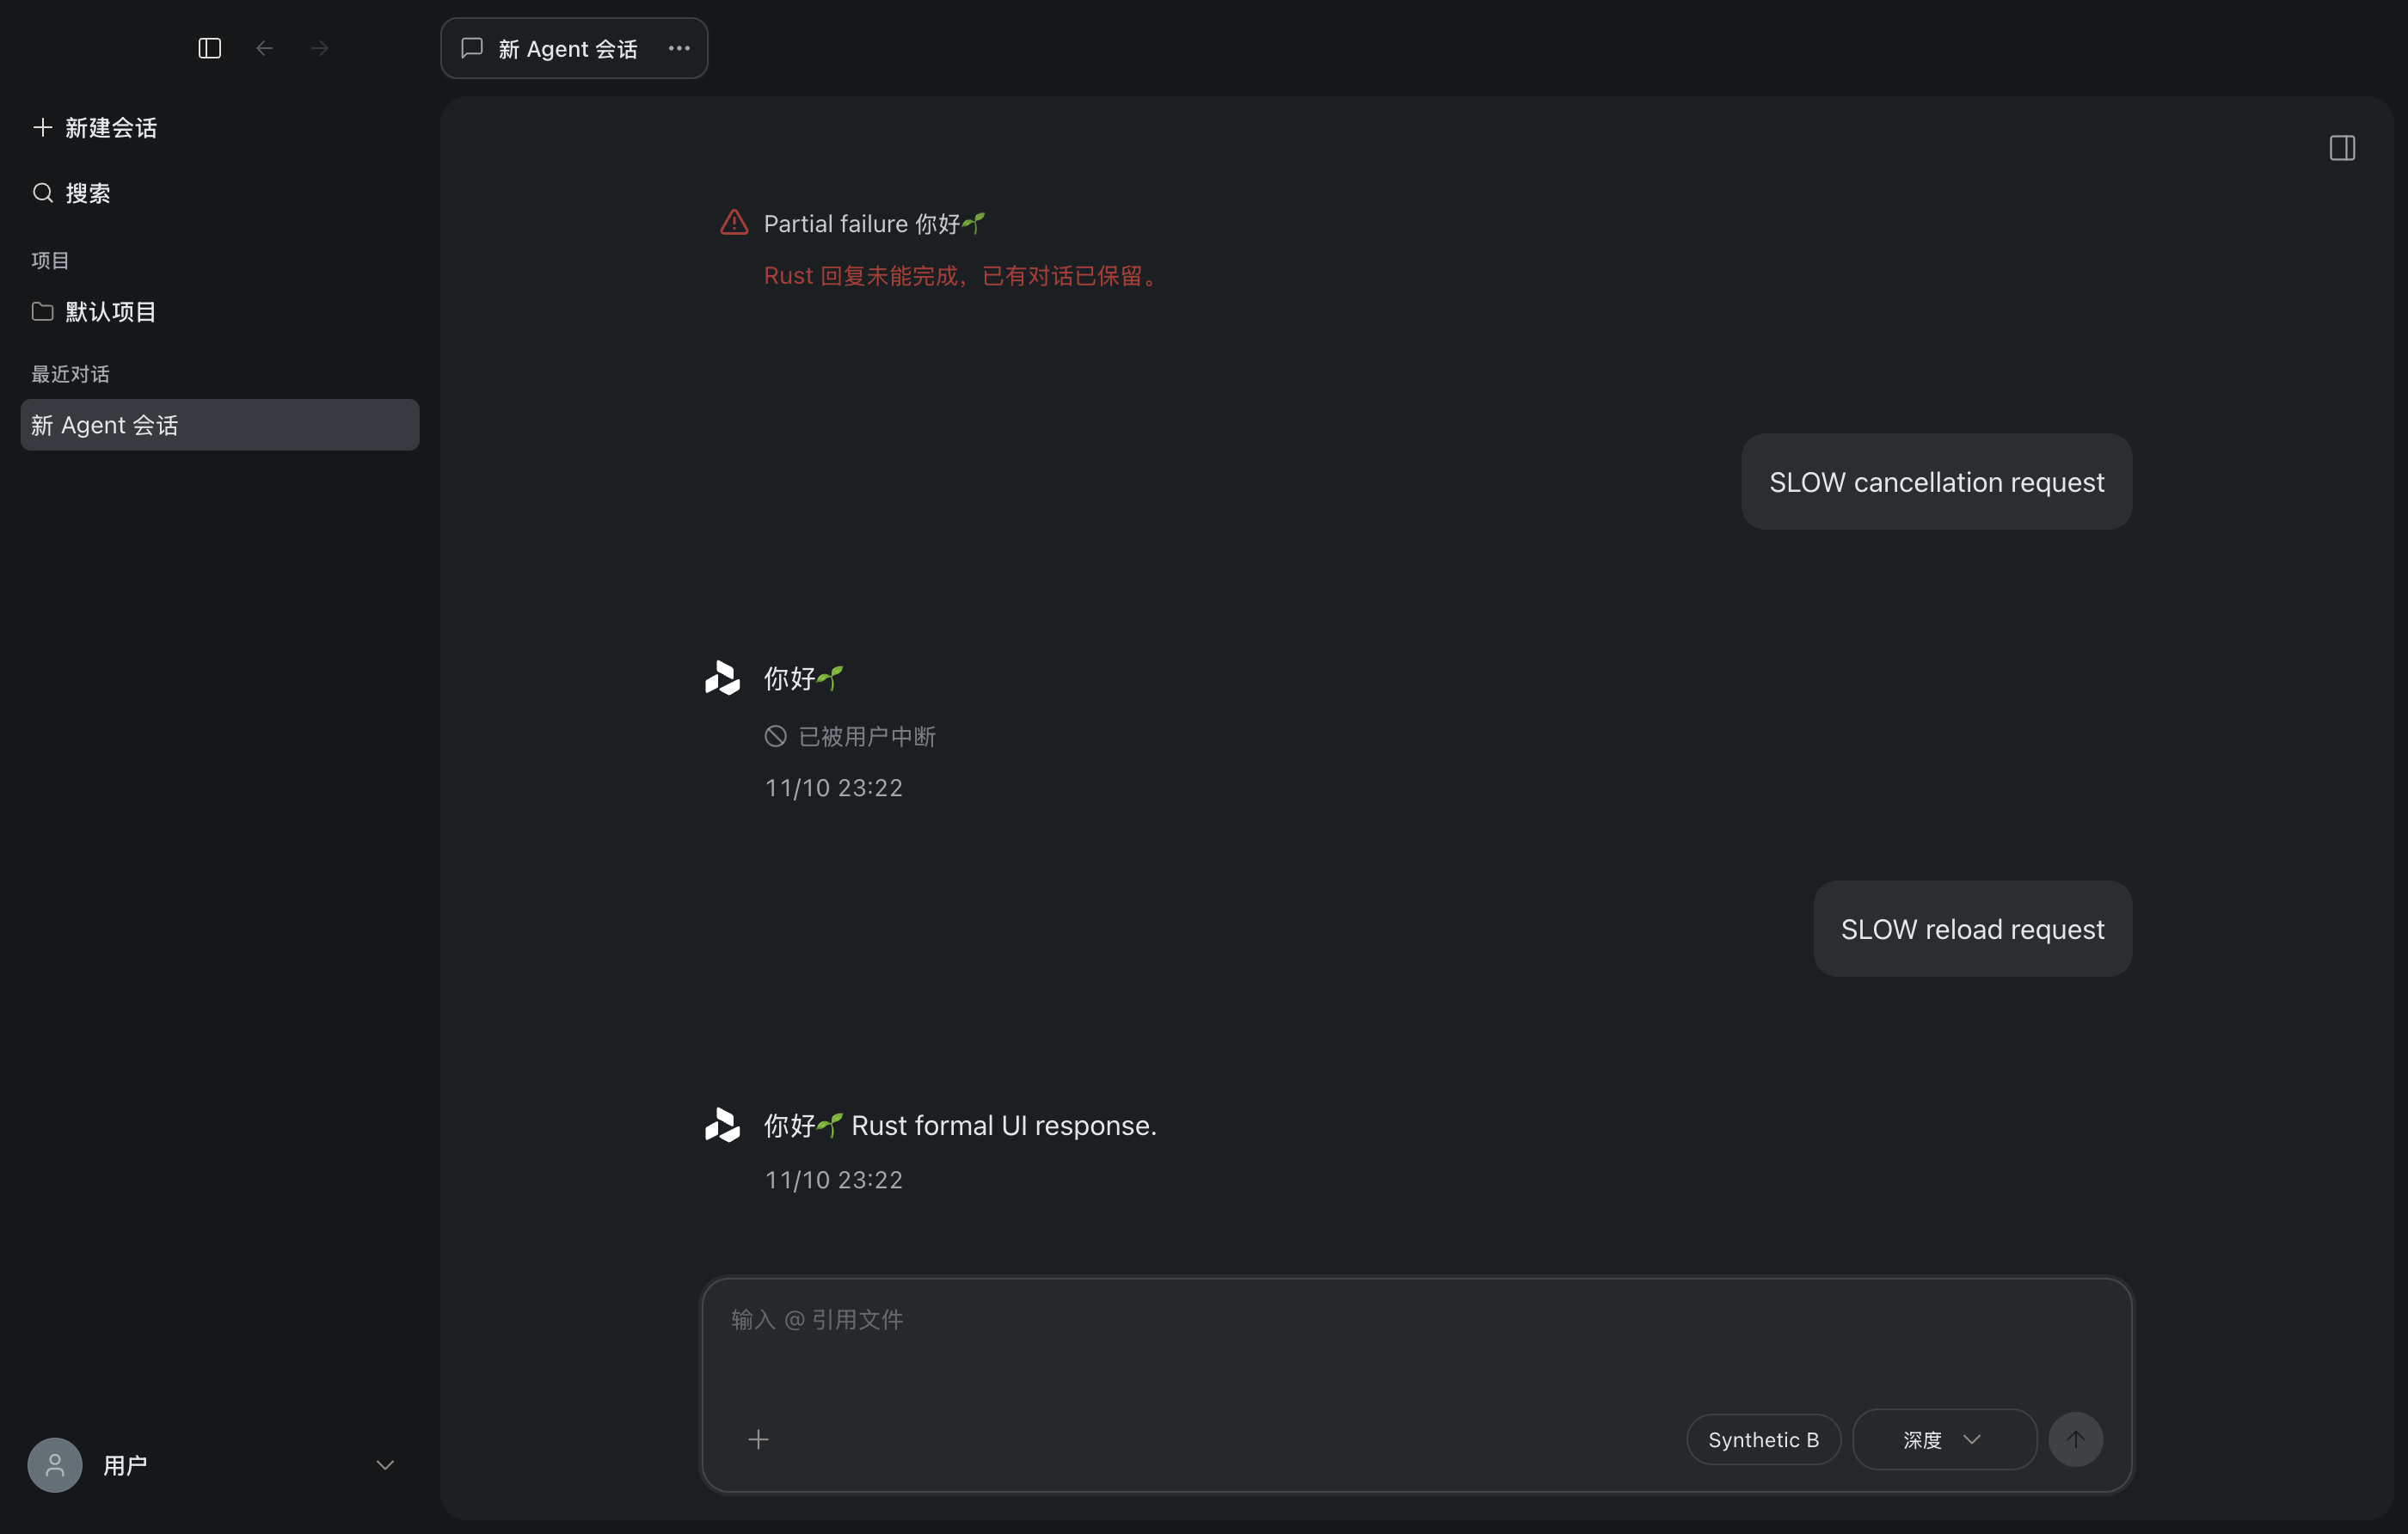 新 Agent 会话
新建会话
搜索
项目
默认项目
最近对话
新 Agent 会话
Partial failure 你好🌱
Rust 回复未能完成，已有对话已保留。
SLOW cancellation request
你好🌱
已被用户中断
11/10 23:22
SLOW reload request
你好🌱 Rust formal UI response.
11/10 23:22
输入 @ 引用文件
Synthetic B
深度
用户